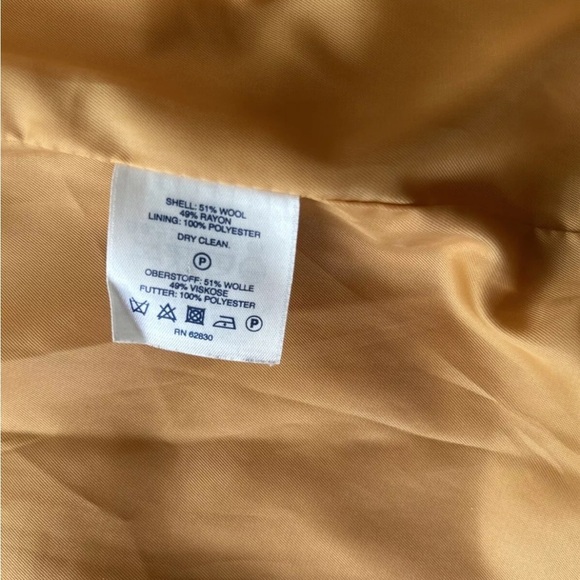 SHELL: 51% WOOL
49% RAYON
LINING: 100% POLYESTER
DRY CLEAN.
P
OBERSTOFF: 51% WOLLE
49% VISKOSE
FUTTER: 100% POLYESTER
P
RN 62830